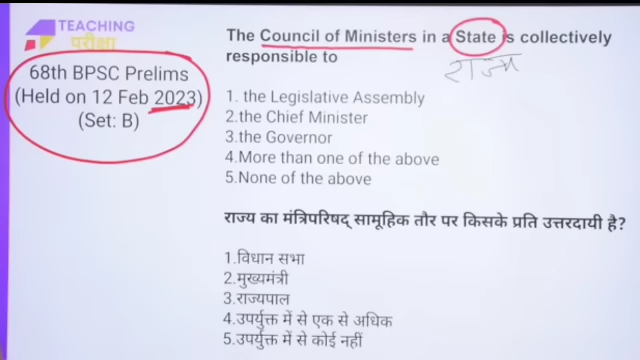 TEACHING
परीक्षा
68th BPSC Prelims
(Held on 12 Feb 2023)
(Set: B)
The Council of Ministers in a State is collectively
responsible to
राज्य
1. the Legislative Assembly
2.the Chief Minister
3.the Governor
4.More than one of the above
5.None of the above
राज्य का मंत्रिपरिषद् सामूहिक तौर पर किसके प्रति उत्तरदायी है?
1.विधान सभा
2.मुख्यमंत्री
3.राज्यपाल
4.उपर्युक्त में से एक से अधिक
5.उपर्युक्त में से कोई नहीं